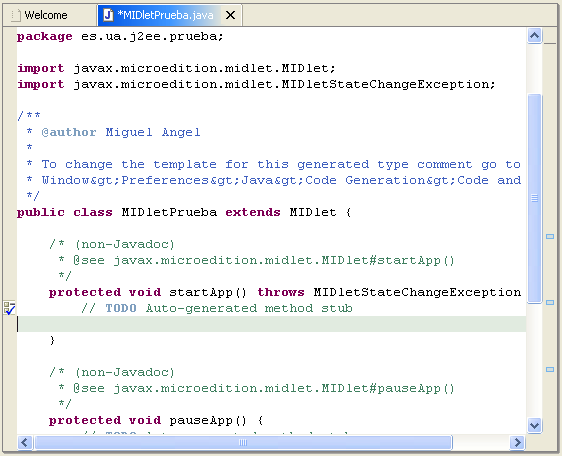 Welcome
*MIDletPrueba.java
package es.ua.j2ee.prueba;
import javax.microedition.midlet.MIDlet;
import javax.microedition.midlet.MIDletStateChangeException;
/**
* @author Miguel Angel
*
* To change the template for this generated type comment go to
* Window&gt;Preferences&gt;Java&gt;Code Generation&gt;Code and
*/
public class MIDletPrueba extends MIDlet {
/* (non-Javadoc)
* @see javax.microedition.midlet.MIDlet#startApp()
*/
protected void startApp() throws MIDletStateChangeException
// TODO Auto-generated method stub
}
/* (non-Javadoc)
* @see javax.microedition.midlet.MIDlet#pauseApp()
*/
protected void pauseApp() {